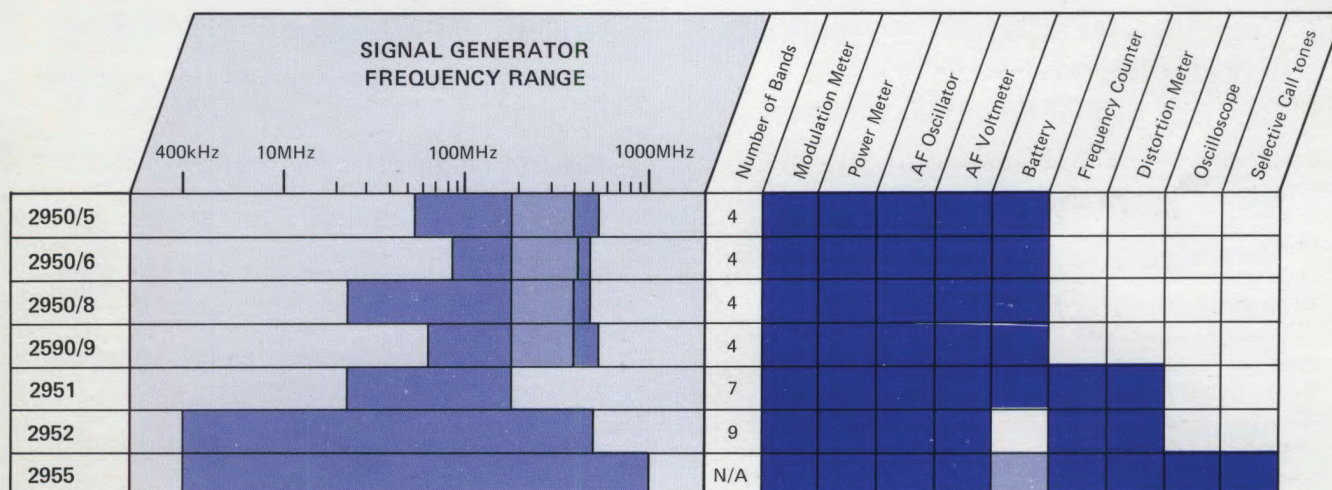 SIGNAL GENERATOR
FREQUENCY RANGE
400kHz 10MHz 100MHz 1000MHz
Number of Bands
Modulation Meter
Power Meter
AF Oscillator
AF Voltmeter
Battery
Frequency Counter
Distortion Meter
Oscilloscope
Selective Call tones
2950/5 4
2950/6 4
2950/8 4
2590/9 4
2951 7
2952 9
2955 N/A